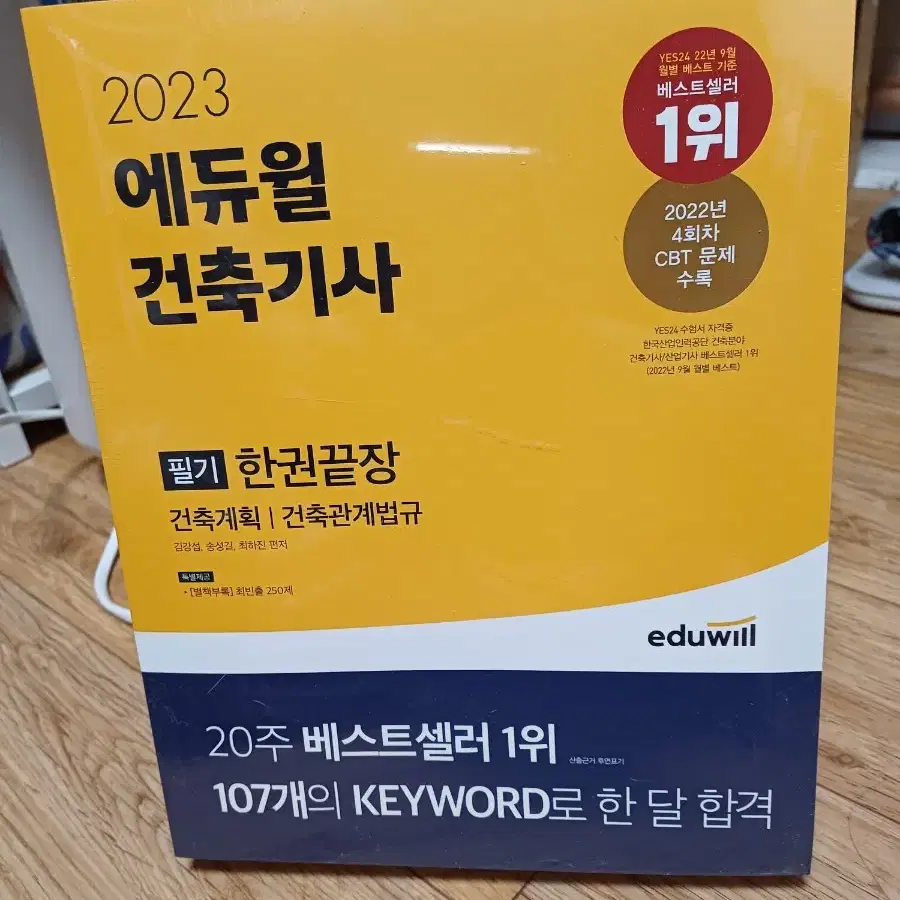 2023
에듀윌
건축기사
YES24 22년 9월
월별 베스트 기준
베스트셀러
1위
2022년
4회차
CBT 문제
수록
YES24 수험서 자격증
한국산업인력공단 건축분야
건축기사/산업기사 베스트셀러 1위
(2022년 9월 월별 베스트)
필기 한권끝장
건축계획 | 건축관계법규
김강섭, 송성길, 최하진 편저
특별제공
• [별책부록] 최빈출 250제
eduwill
20주 베스트셀러 1위
산출근거 후면표기
107개의 KEYWORD로 한 달 합격